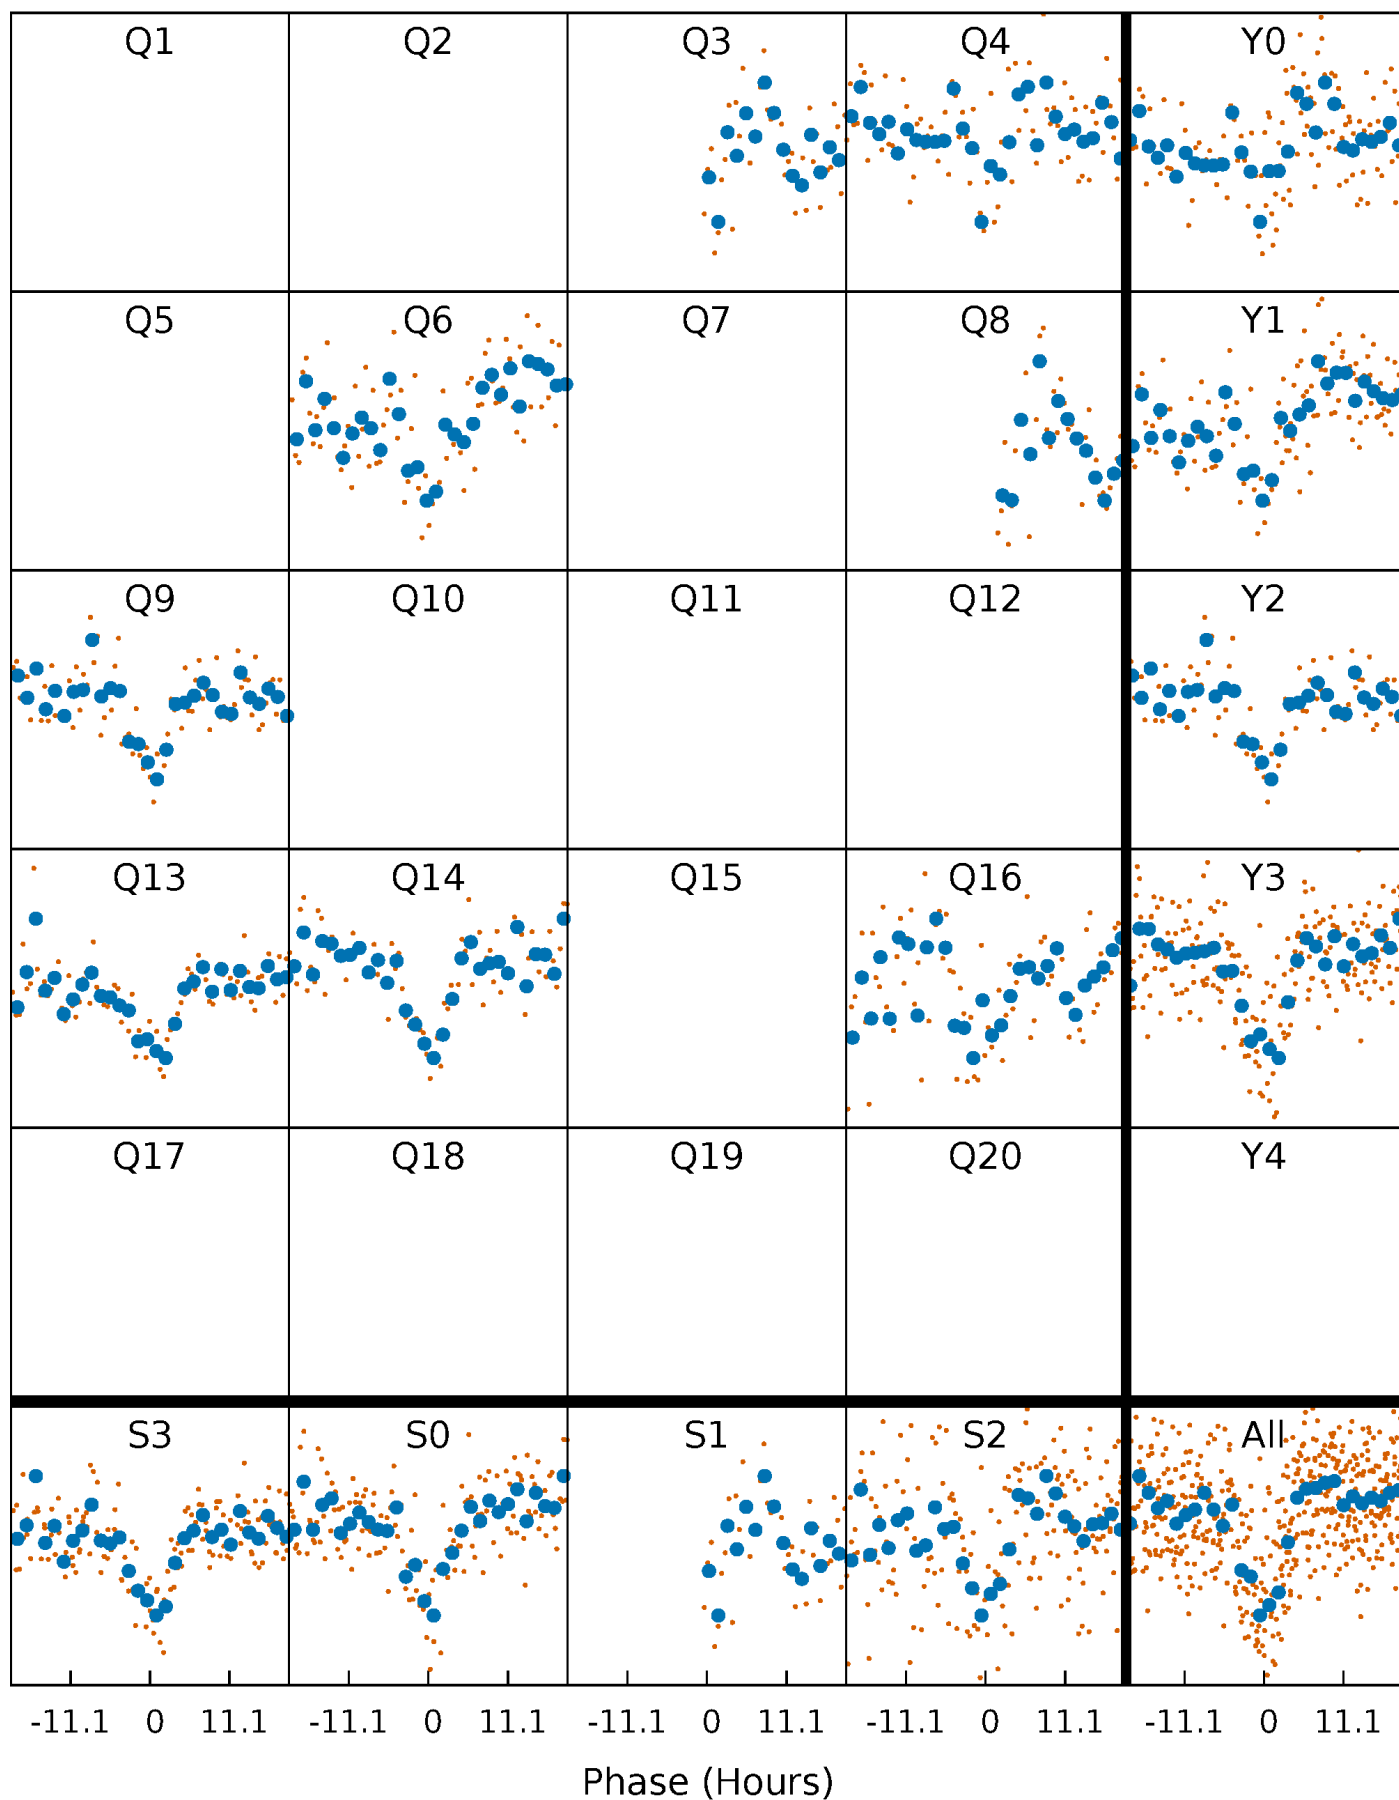 Q1 Q2 Q3 Q4 Y0
Q5 Q6 Q7 Q8 Y1
Q9 Q10 Q11 Q12 Y2
Q13 Q14 Q15 Q16 Y3
Q17 Q18 Q19 Q20 Y4
S3 S0 S1 S2 All
-11.1 0 11.1 -11.1 0 11.1 -11.1 0 11.1 -11.1 0 11.1 -11.1 0 11.1
Phase (Hours)